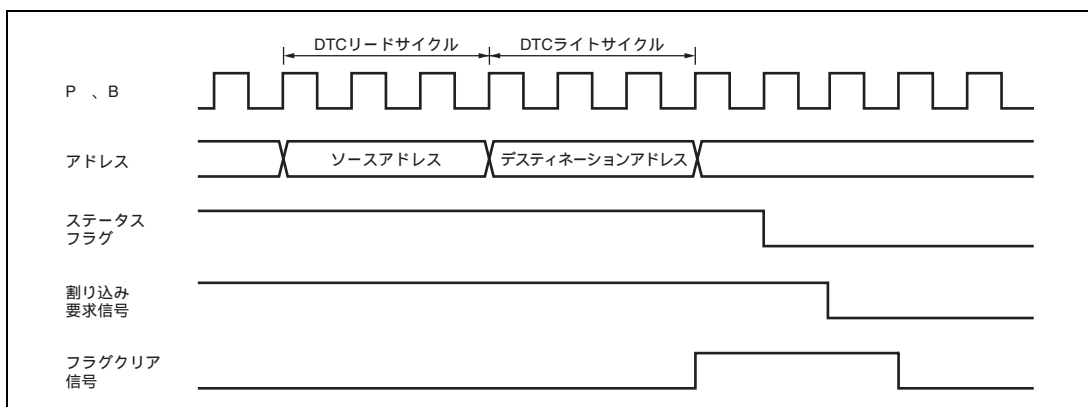 DTCリードサイクル DTCライトサイクル
P 、B
アドレス
ソースアドレス デスティネーションアドレス
ステータス
フラグ
割り込み
要求信号
フラグクリア
信号